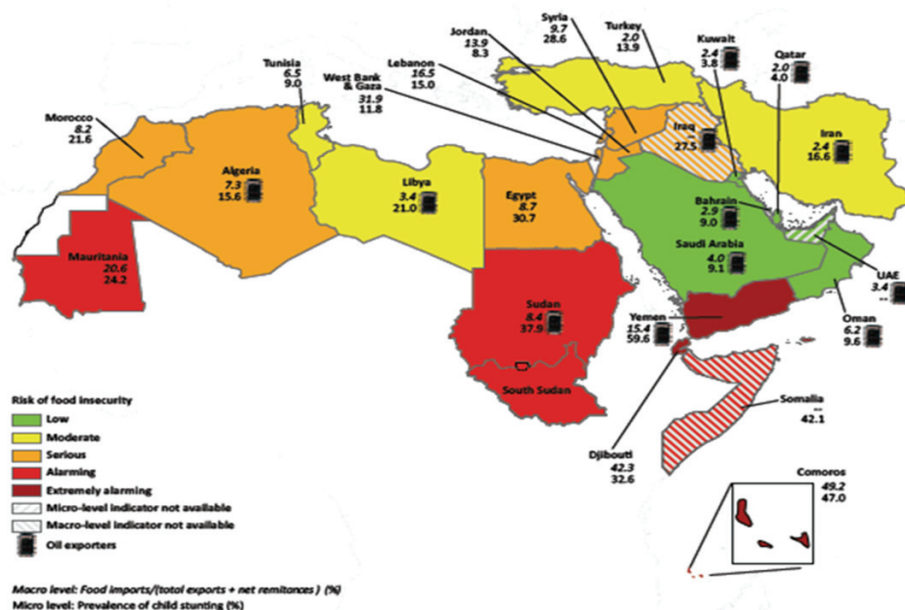 Syria
9.7
28.6
Turkey
2.0
13.9
Jordan
13.9
8.3
Kuwait
2.4
3.8
Qatar
2.0
4.0
Lebanon
16.5
15.0
Tunisia
6.5
9.0
West Bank
& Gaza
31.9
11.8
Morocco
8.2
21.6
Iraq
--
27.5
Iran
2.4
16.6
Algeria
7.3
15.6
Libya
3.4
21.0
Egypt
8.7
30.7
Bahrain
2.9
9.0
Saudi Arabia
4.0
9.1
Mauritania
20.6
24.2
UAE
3.4
--
Sudan
8.4
37.9
Yemen
15.4
59.6
Oman
6.2
9.6
South Sudan
Somalia
--
42.1
Djibouti
42.3
32.6
Comoros
49.2
47.0
Risk of food insecurity
Low
Moderate
Serious
Alarming
Extremely alarming
Micro-level indicator not available
Macro-level indicator not available
Oil exporters
Macro level: Food imports/(total exports + net remitances ) (%)
Micro level: Prevalence of child stunting (%)